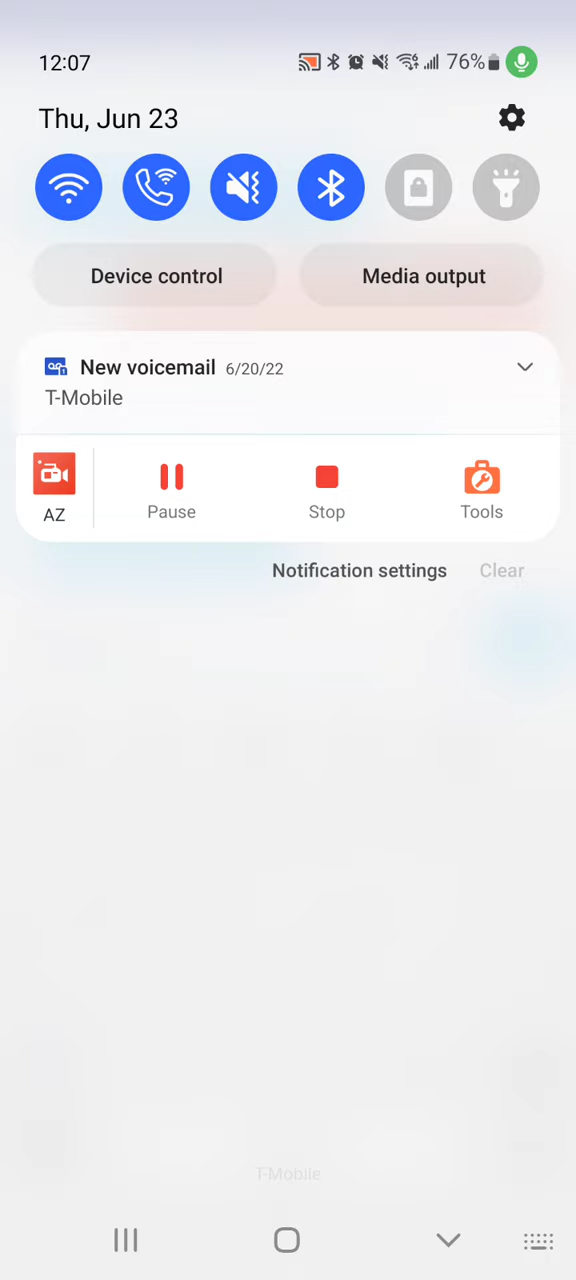 12:07
76%
Thu, Jun 23
Device control
Media output
New voicemail 6/20/22
T-Mobile
AZ
Pause
Stop
Tools
Notification settings
Clear
T-Mobile